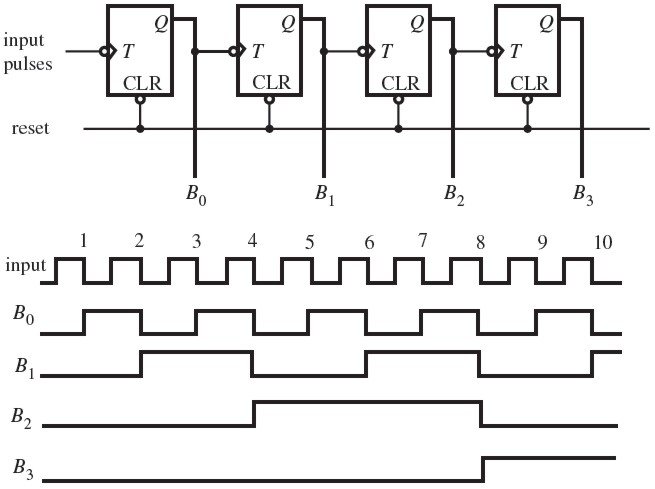 Q Q Q Q
input
pulses
T T T T
CLR CLR CLR CLR
reset
B0 B1 B2 B3
1 2 3 4 5 6 7 8 9 10
input
B0
B1
B2
B3